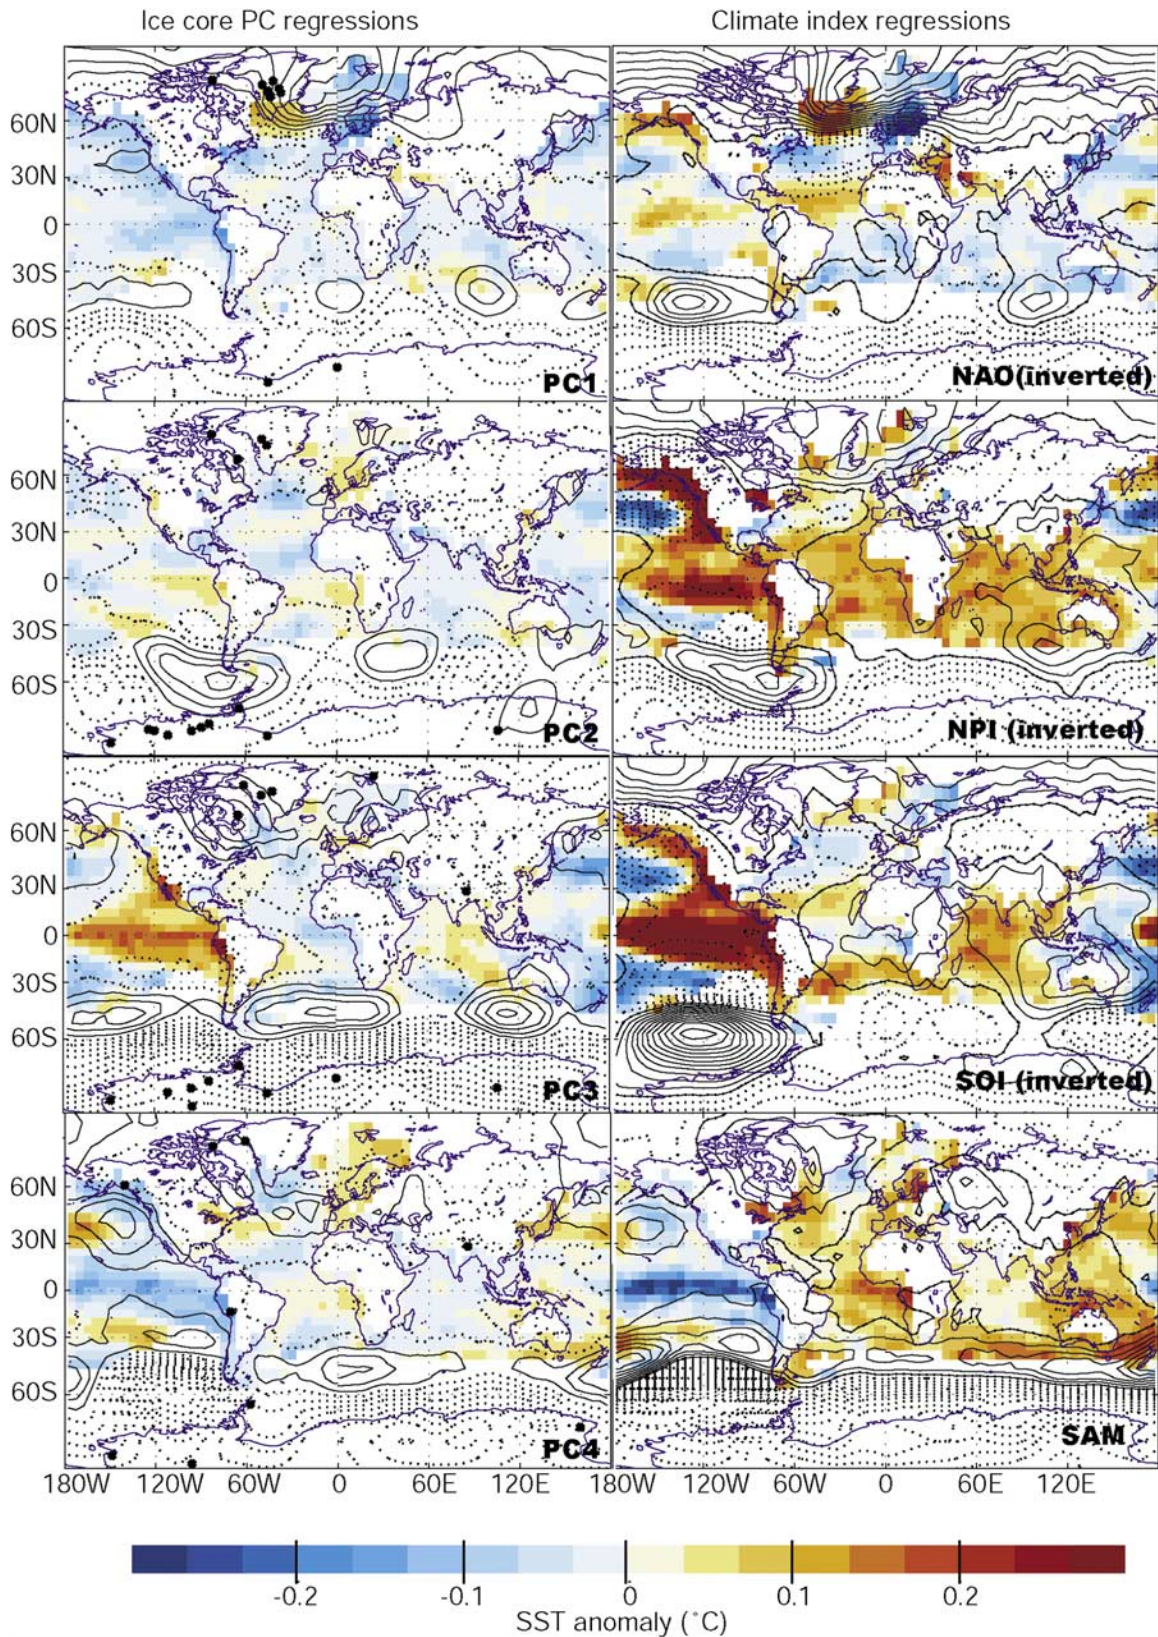 Ice core PC regressions Climate index regressions
60N
30N
0
30S
60S
PC1 NAO(inverted)
60N
30N
0
30S
60S
PC2 NPI (inverted)
60N
30N
0
30S
60S
PC3 SOI (inverted)
60N
30N
0
30S
60S
PC4 SAM
180W 120W 60W 0 60E 120E 180W 120W 60W 0 60E 120E
-0.2 -0.1 0 0.1 0.2
SST anomaly (°C)